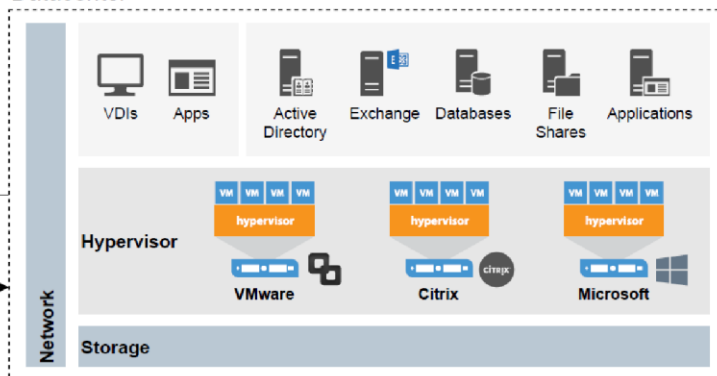 Network
VDIs
Apps
Active
Directory
Exchange
Databases
File
Shares
Applications
Hypervisor
VM VM VM VM
hypervisor
VMware
VM VM VM VM
hypervisor
CITRIX
Citrix
VM VM VM VM
hypervisor
Microsoft
Storage